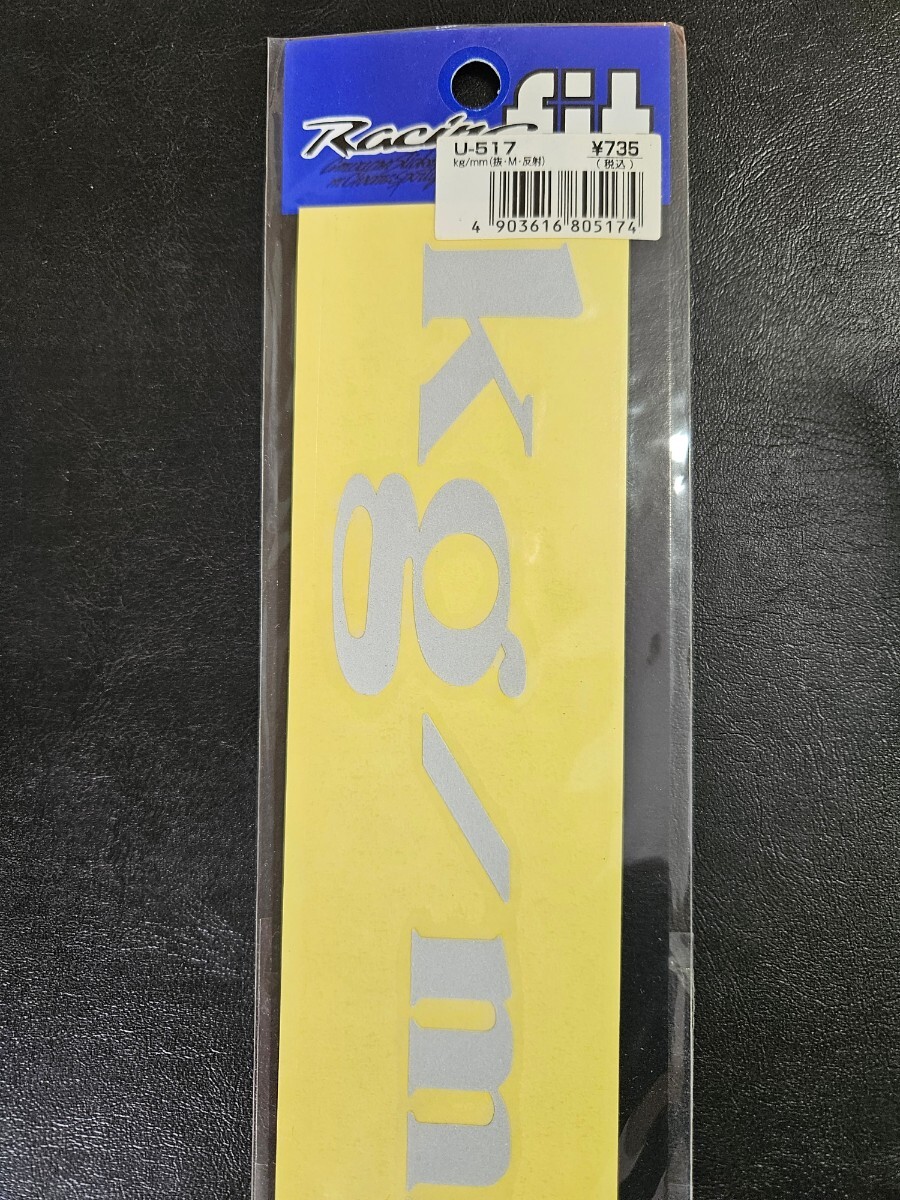 Racing
fit
U-517 ¥735
kg/mm(抜・M・反射) (税込)
4 903616 805174
kg/m